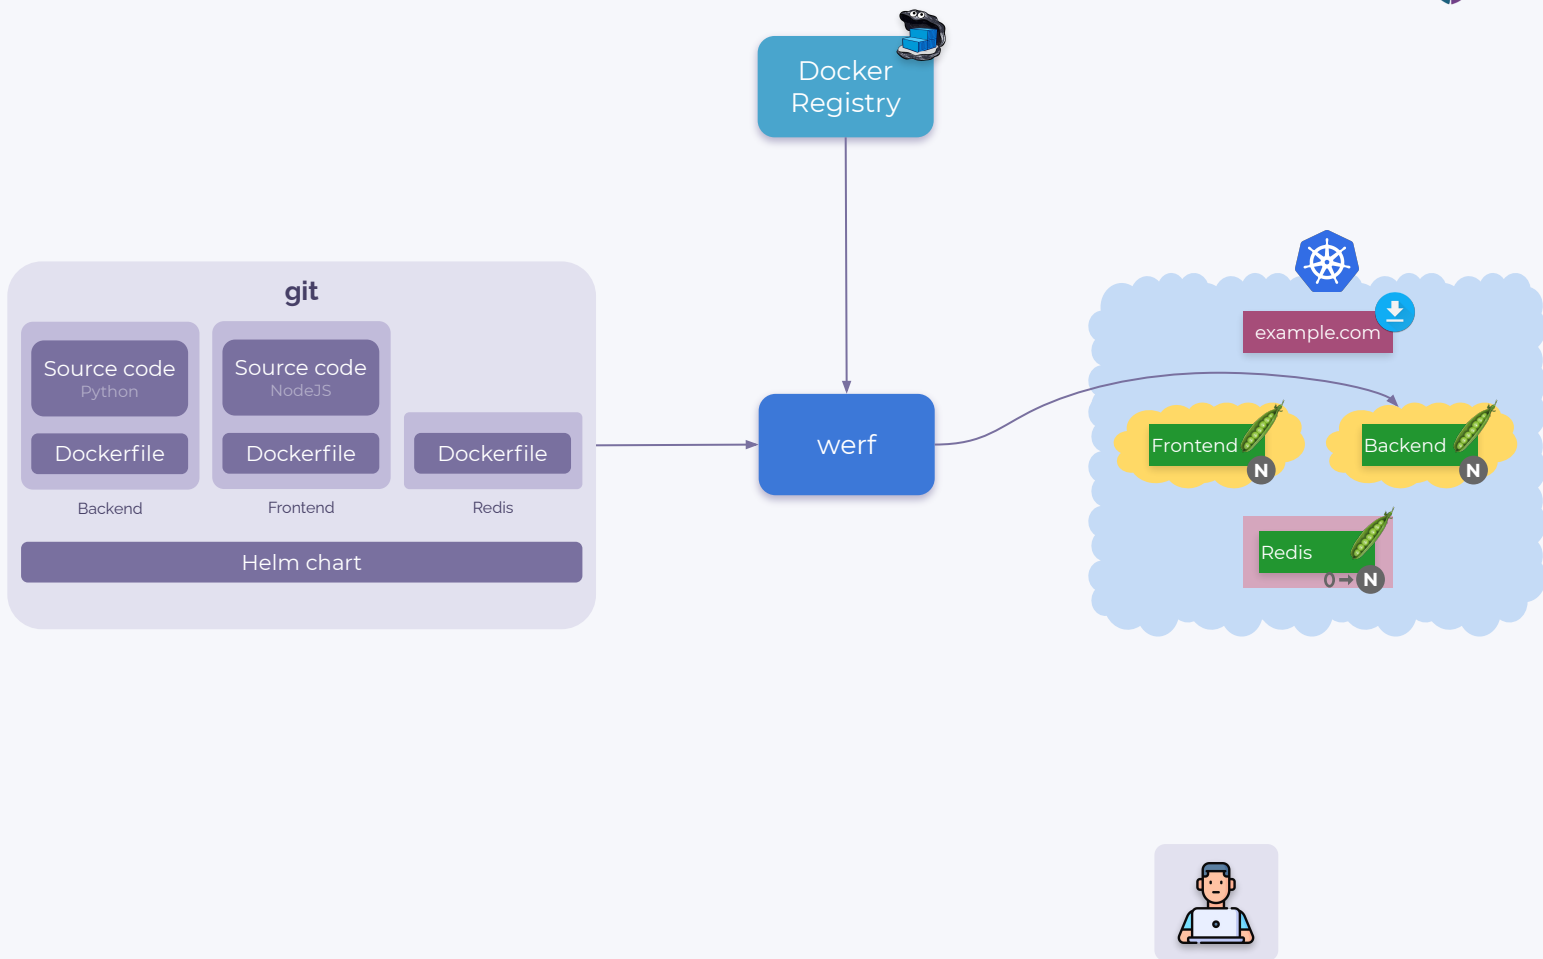 Docker
Registry
git
Source code
Python
Dockerfile
Backend
Source code
NodeJS
Dockerfile
Frontend
Dockerfile
Redis
Helm chart
werf
example.com
Frontend
N
Backend
N
Redis
0 → N